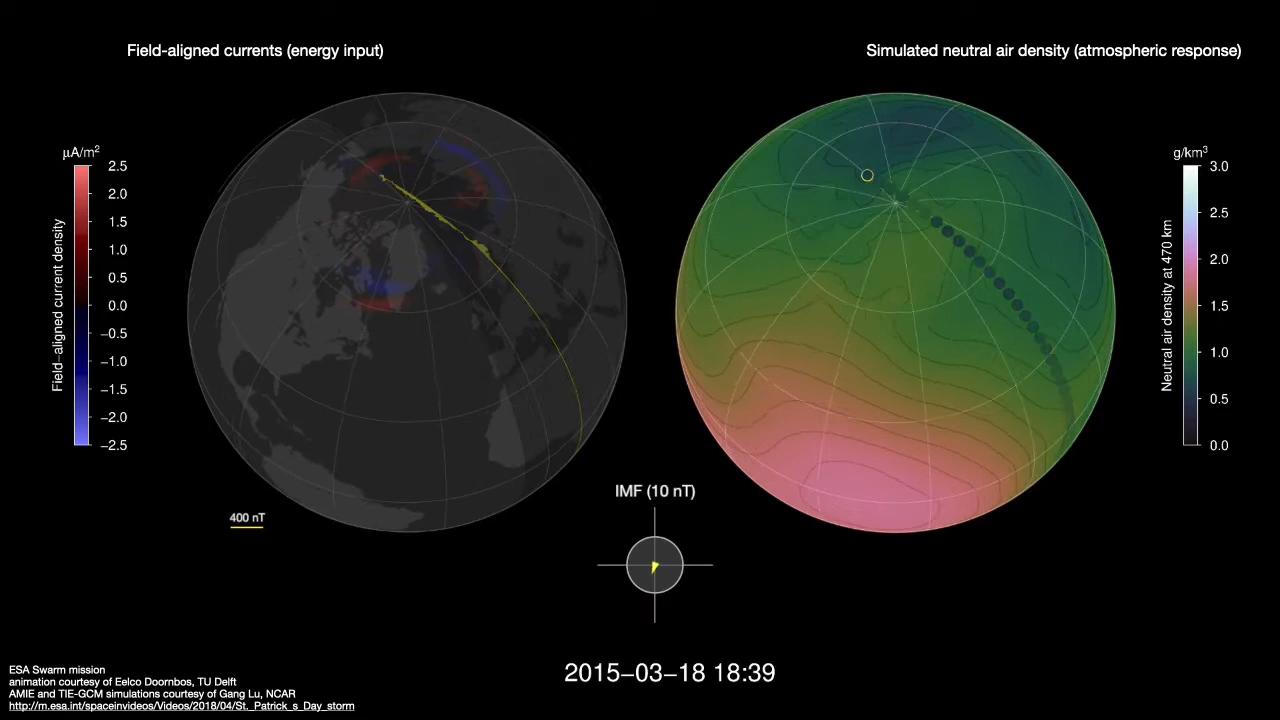 Field-aligned currents (energy input)
Simulated neutral air density (atmospheric response)
μA/m²
2.5
2.0
1.5
1.0
0.5
0.0
−0.5
−1.0
−1.5
−2.0
−2.5
Field−aligned current density
g/km³
3.0
2.5
2.0
1.5
1.0
0.5
0.0
Neutral air density at 470 km
400 nT
IMF (10 nT)
2015−03−18 18:39
ESA Swarm mission
animation courtesy of Eelco Doornbos, TU Delft
AMIE and TIE-GCM simulations courtesy of Gang Lu, NCAR
http://m.esa.int/spaceinvideos/Videos/2018/04/St._Patrick_s_Day_storm